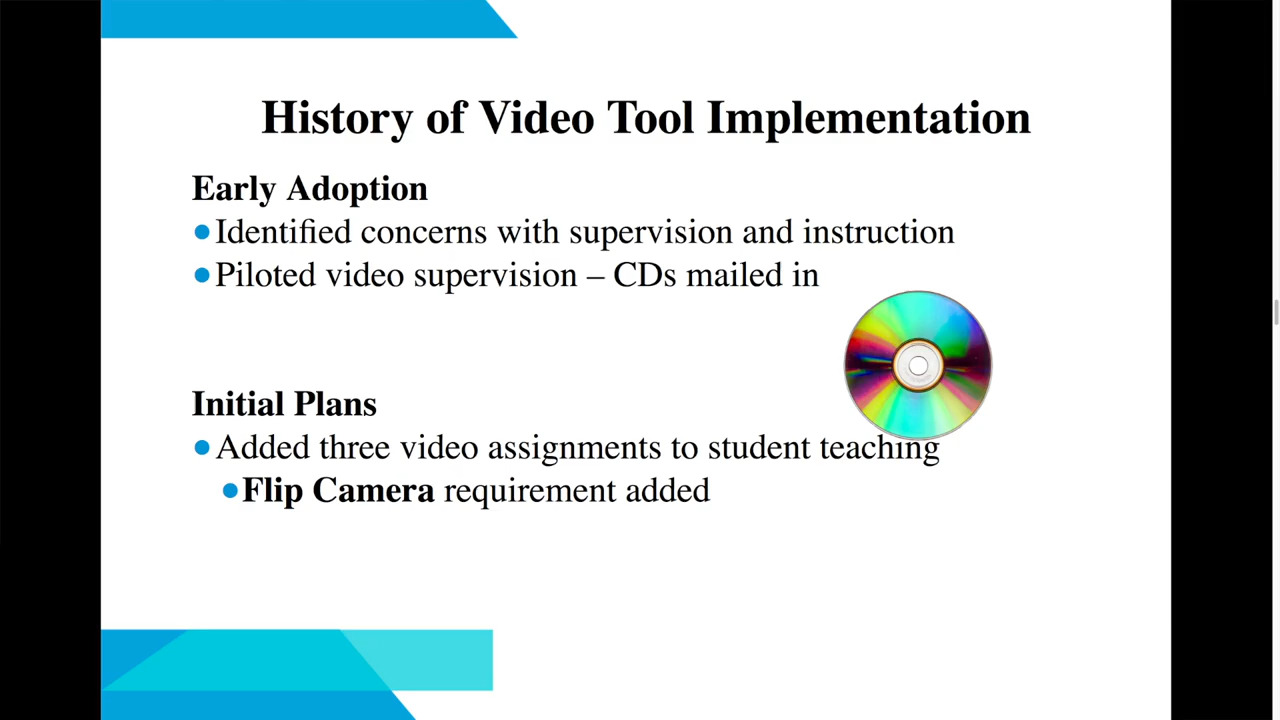 History of Video Tool Implementation
Early Adoption
●Identified concerns with supervision and instruction
●Piloted video supervision – CDs mailed in
Initial Plans
●Added three video assignments to student teaching
●Flip Camera requirement added